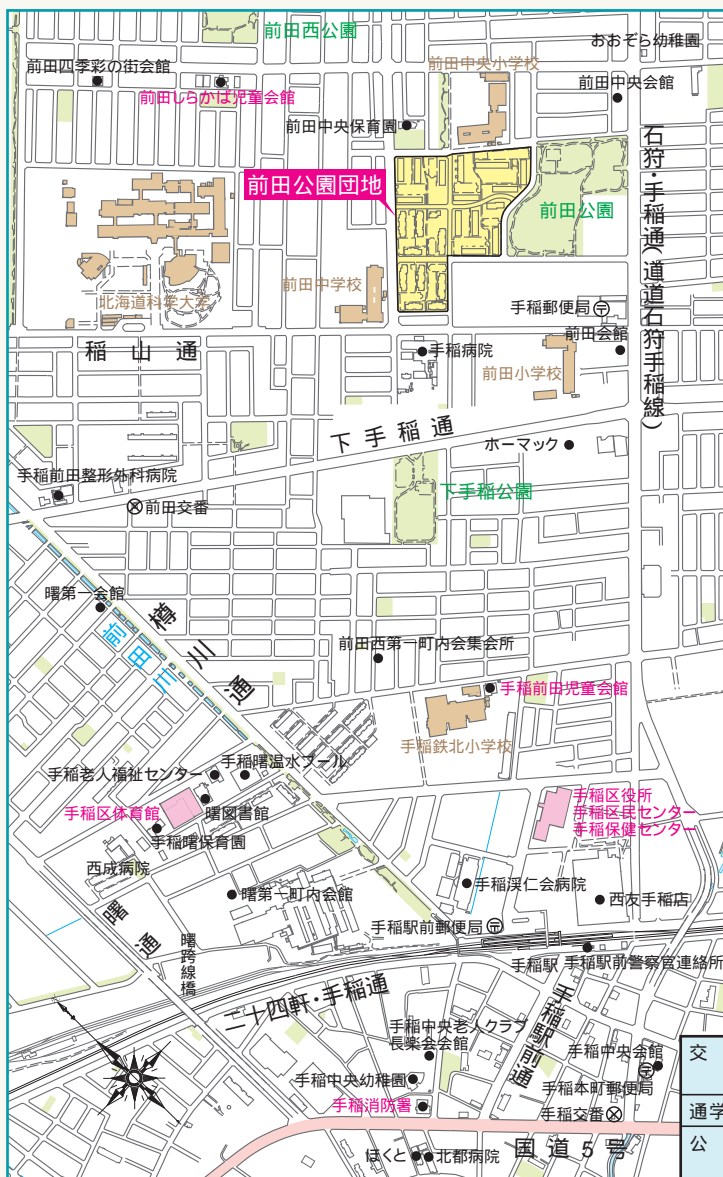 前田西公園
おおぞら幼稚園
前田四季彩の街会館
前田中央小学校
前田中央会館
前田しらかば児童会館
前田中央保育園
石狩・手稲通(道道石狩手稲線)
前田公園団地
前田公園
前田中学校
北海道科学大学
手稲郵便局
前田会館
稲山通
手稲病院
前田小学校
下手稲通
ホーマック
手稲前田整形外科病院
下手稲公園
前田交番
曙第一会館
樽川通
前田川
前田西第一町内会集会所
手稲前田児童会館
手稲鉄北小学校
手稲曙温水プール
手稲老人福祉センター
手稲区体育館
曙図書館
手稲曙保育園
手稲区役所
手稲区民センター
手稲保健センター
西成病院
手稲渓仁会病院
曙第一町内会館
西友手稲店
曙通
手稲駅前郵便局
曙跨線橋
手稲駅
手稲駅前警察官連絡所
二十四軒・手稲通
手稲駅前通
手稲中央老人クラブ
長楽会会館
手稲中央会館
手稲中央幼稚園
手稲本町郵便局
手稲消防署
手稲交番
ほくと
北都病院
国道5号
交
通学
公